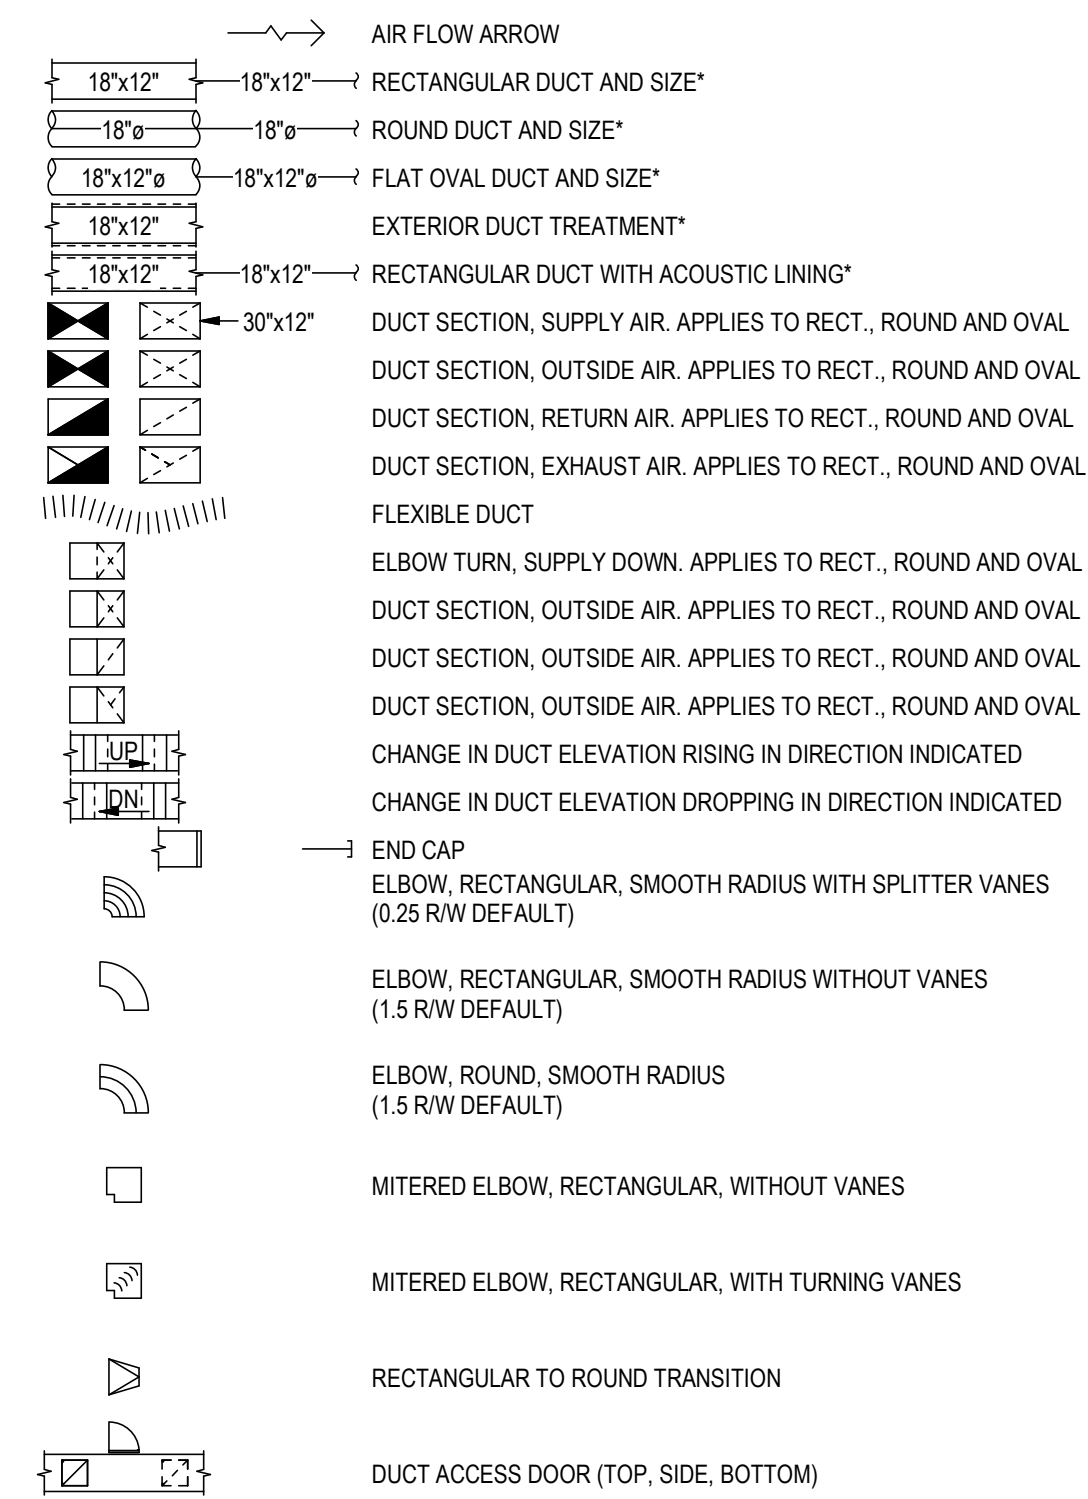 AIR FLOW ARROW
18"x12" 18"x12" RECTANGULAR DUCT AND SIZE*
18"ø 18"ø ROUND DUCT AND SIZE*
18"x12"ø 18"x12"ø FLAT OVAL DUCT AND SIZE*
18"x12" EXTERIOR DUCT TREATMENT*
18"x12" 18"x12" RECTANGULAR DUCT WITH ACOUSTIC LINING*
30"x12" DUCT SECTION, SUPPLY AIR. APPLIES TO RECT., ROUND AND OVAL
DUCT SECTION, OUTSIDE AIR. APPLIES TO RECT., ROUND AND OVAL
DUCT SECTION, RETURN AIR. APPLIES TO RECT., ROUND AND OVAL
DUCT SECTION, EXHAUST AIR. APPLIES TO RECT., ROUND AND OVAL
FLEXIBLE DUCT
ELBOW TURN, SUPPLY DOWN. APPLIES TO RECT., ROUND AND OVAL
DUCT SECTION, OUTSIDE AIR. APPLIES TO RECT., ROUND AND OVAL
DUCT SECTION, OUTSIDE AIR. APPLIES TO RECT., ROUND AND OVAL
DUCT SECTION, OUTSIDE AIR. APPLIES TO RECT., ROUND AND OVAL
UP CHANGE IN DUCT ELEVATION RISING IN DIRECTION INDICATED
DN CHANGE IN DUCT ELEVATION DROPPING IN DIRECTION INDICATED
END CAP
ELBOW, RECTANGULAR, SMOOTH RADIUS WITH SPLITTER VANES
(0.25 R/W DEFAULT)
ELBOW, RECTANGULAR, SMOOTH RADIUS WITHOUT VANES
(1.5 R/W DEFAULT)
ELBOW, ROUND, SMOOTH RADIUS
(1.5 R/W DEFAULT)
MITERED ELBOW, RECTANGULAR, WITHOUT VANES
MITERED ELBOW, RECTANGULAR, WITH TURNING VANES
RECTANGULAR TO ROUND TRANSITION
DUCT ACCESS DOOR (TOP, SIDE, BOTTOM)